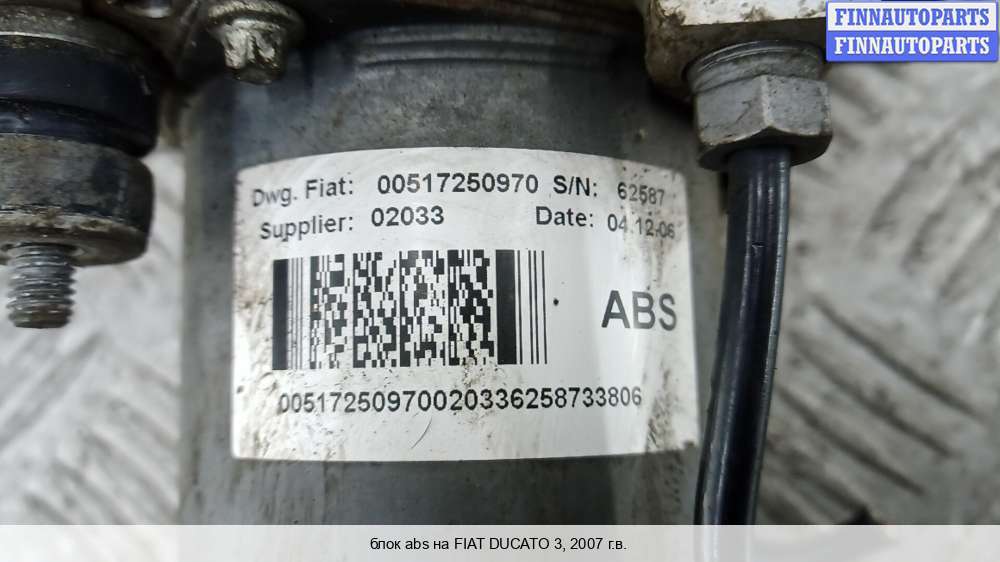 FINNAUTOPARTS
FINNAUTOPARTS
Dwg. Fiat: 00517250970 S/N: 62587
Supplier: 02033 Date: 04.12.06
ABS
00517250970020336258733806
блок abs на FIAT DUCATO 3, 2007 г.в.